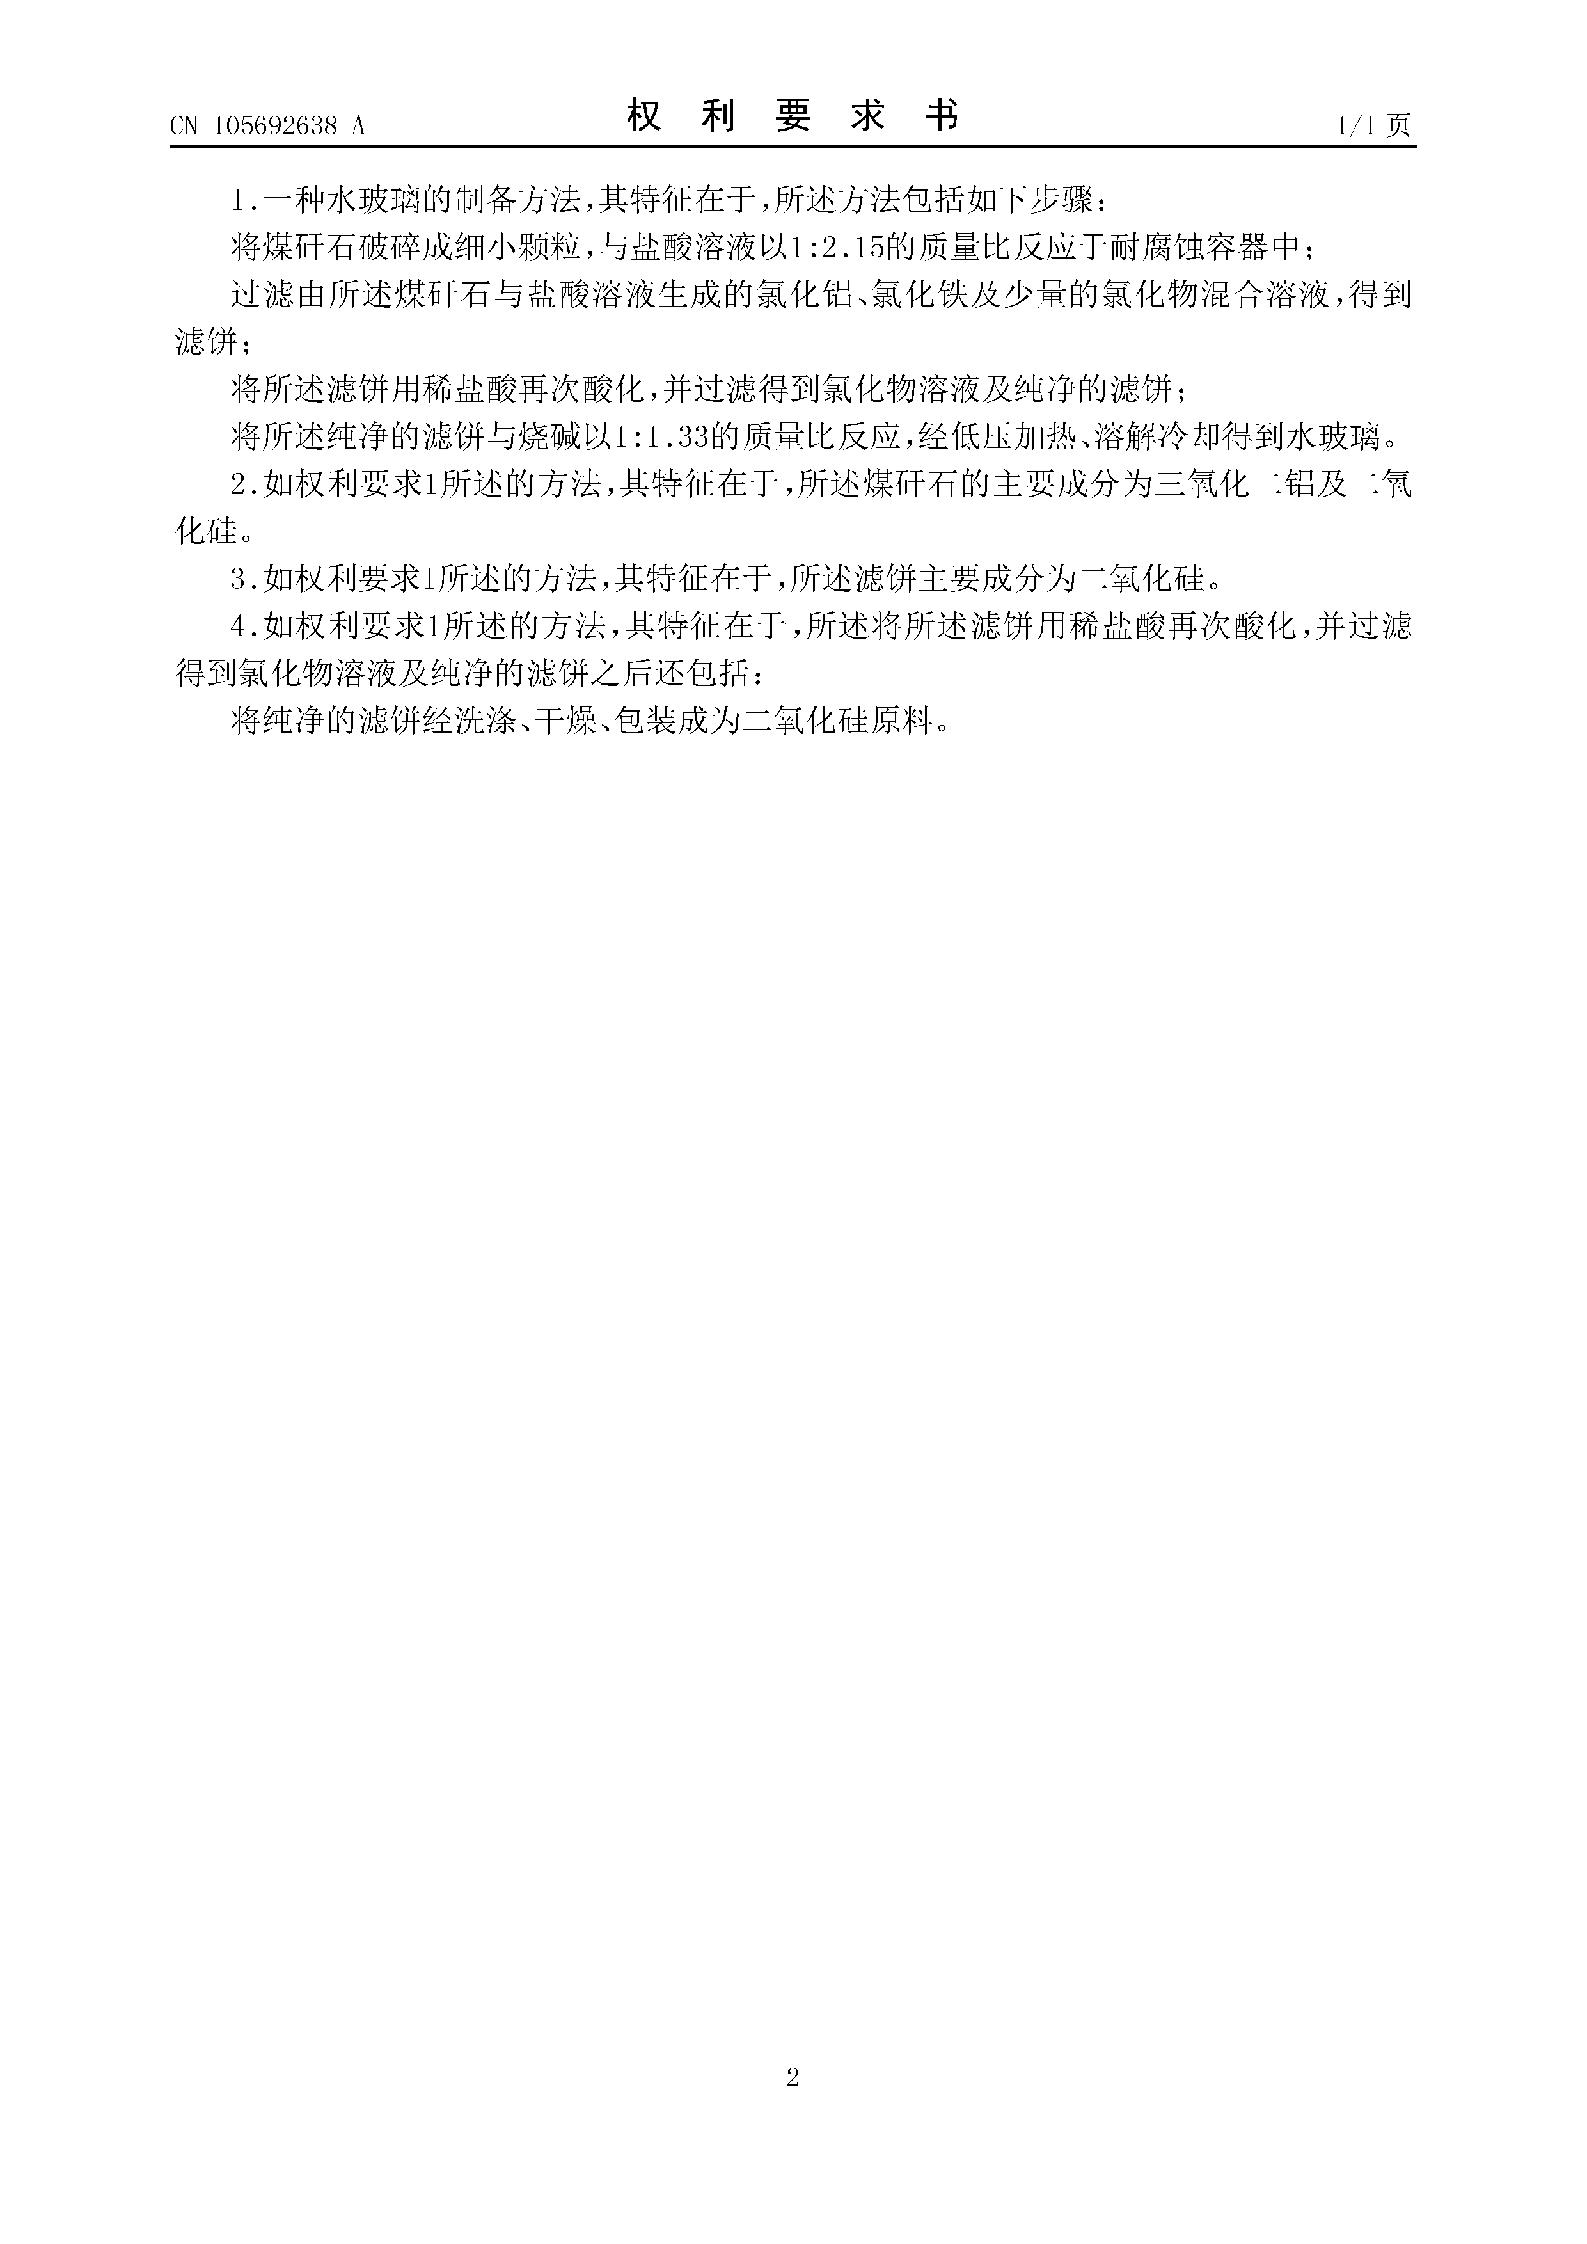 CN 105692638 A
权利要求书
1/1 页
1.一种水玻璃的制备方法,其特征在于,所述方法包括如下步骤:
将煤矸石破碎成细小颗粒,与盐酸溶液以1:2.15的质量比反应于耐腐蚀容器中;
过滤由所述煤矸石与盐酸溶液生成的氯化铝、氯化铁及少量的氯化物混合溶液,得到
滤饼;
将所述滤饼用稀盐酸再次酸化,并过滤得到氯化物溶液及纯净的滤饼;
将所述纯净的滤饼与烧碱以1:1.33的质量比反应,经低压加热、溶解冷却得到水玻璃。
2.如权利要求1所述的方法,其特征在于,所述煤矸石的主要成分为三氧化二铝及二氧
化硅。
3.如权利要求1所述的方法,其特征在于,所述滤饼主要成分为二氧化硅。
4.如权利要求1所述的方法,其特征在于,所述将所述滤饼用稀盐酸再次酸化,并过滤
得到氯化物溶液及纯净的滤饼之后还包括:
将纯净的滤饼经洗涤、干燥、包装成为二氧化硅原料。
2